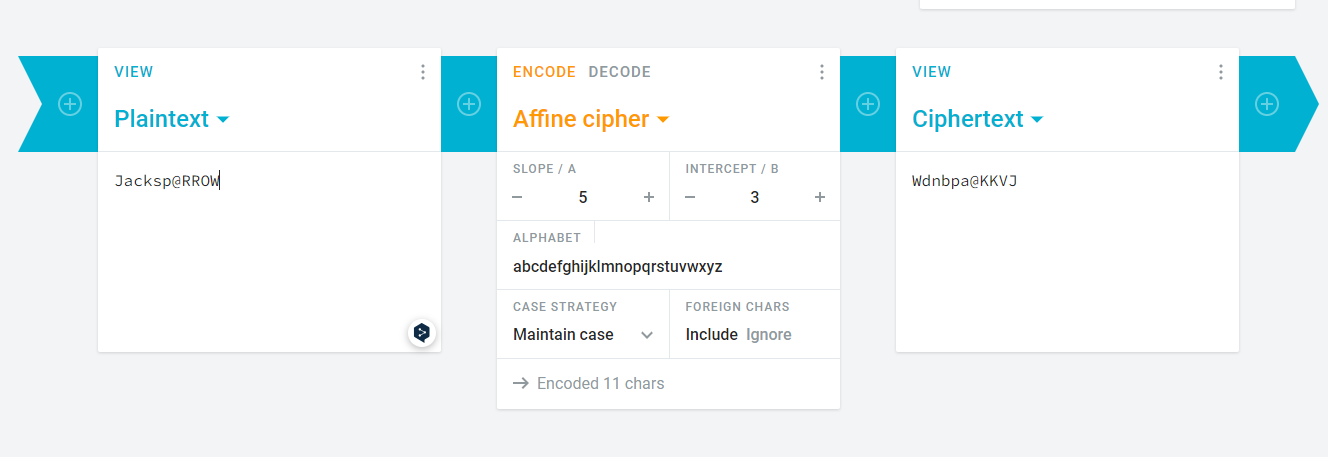 VIEW
Plaintext
Jacksp@RROW
ENCODE DECODE
Affine cipher
SLOPE / A
5
INTERCEPT / B
3
ALPHABET
abcdefghijklmnopqrstuvwxyz
CASE STRATEGY
Maintain case
FOREIGN CHARS
Include Ignore
→ Encoded 11 chars
VIEW
Ciphertext
Wdnbpa@KKVJ